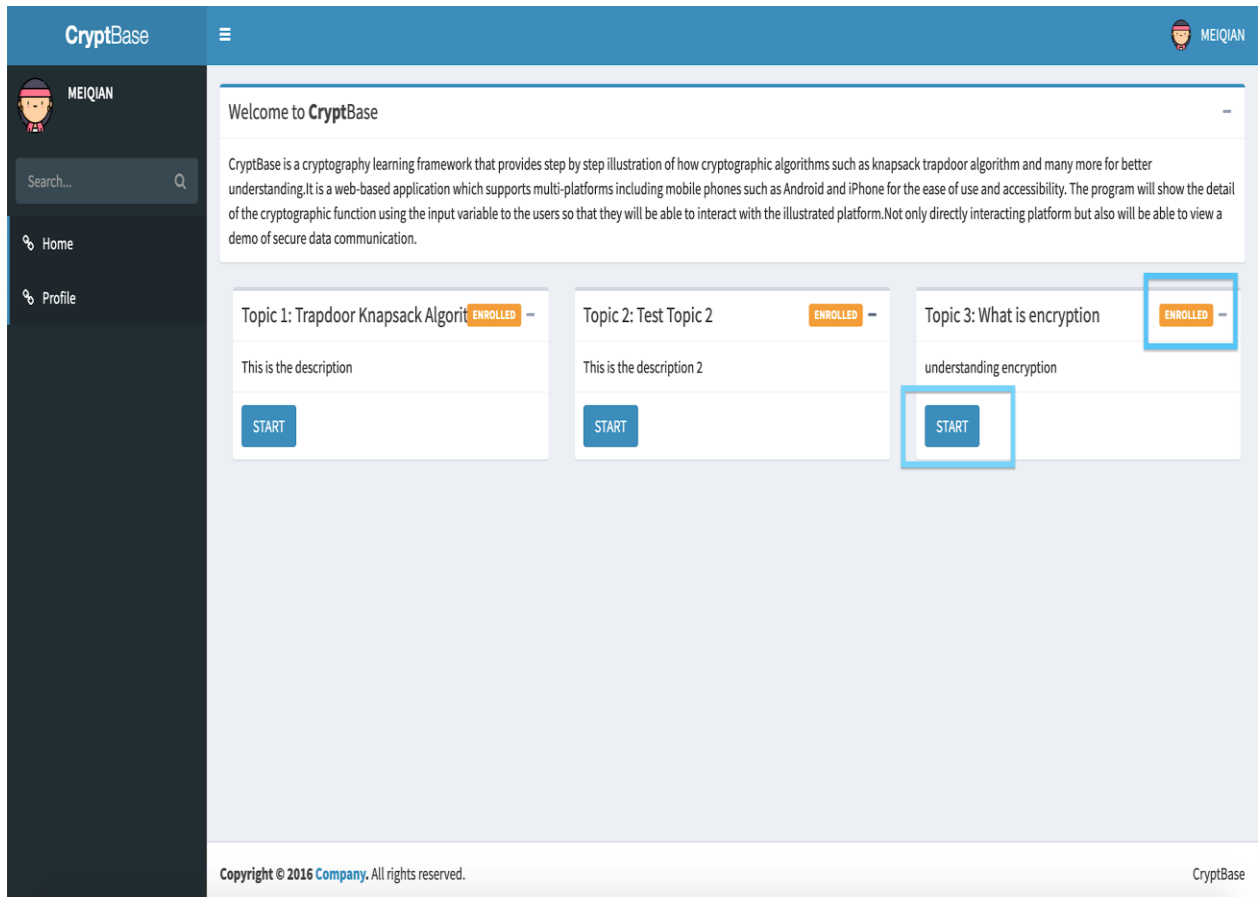 CryptBase
MEIQIAN
MEIQIAN
Search...
Home
Profile
Welcome to CryptBase
CryptBase is a cryptography learning framework that provides step by step illustration of how cryptographic algorithms such as knapsack trapdoor algorithm and many more for better
understanding.It is a web-based application which supports multi-platforms including mobile phones such as Android and iPhone for the ease of use and accessibility. The program will show the detail
of the cryptographic function using the input variable to the users so that they will be able to interact with the illustrated platform.Not only directly interacting platform but also will be able to view a
demo of secure data communication.
Topic 1: Trapdoor Knapsack Algorit ENROLLED
This is the description
START
Topic 2: Test Topic 2 ENROLLED
This is the description 2
START
Topic 3: What is encryption ENROLLED
understanding encryption
START
Copyright © 2016 Company. All rights reserved.
CryptBase